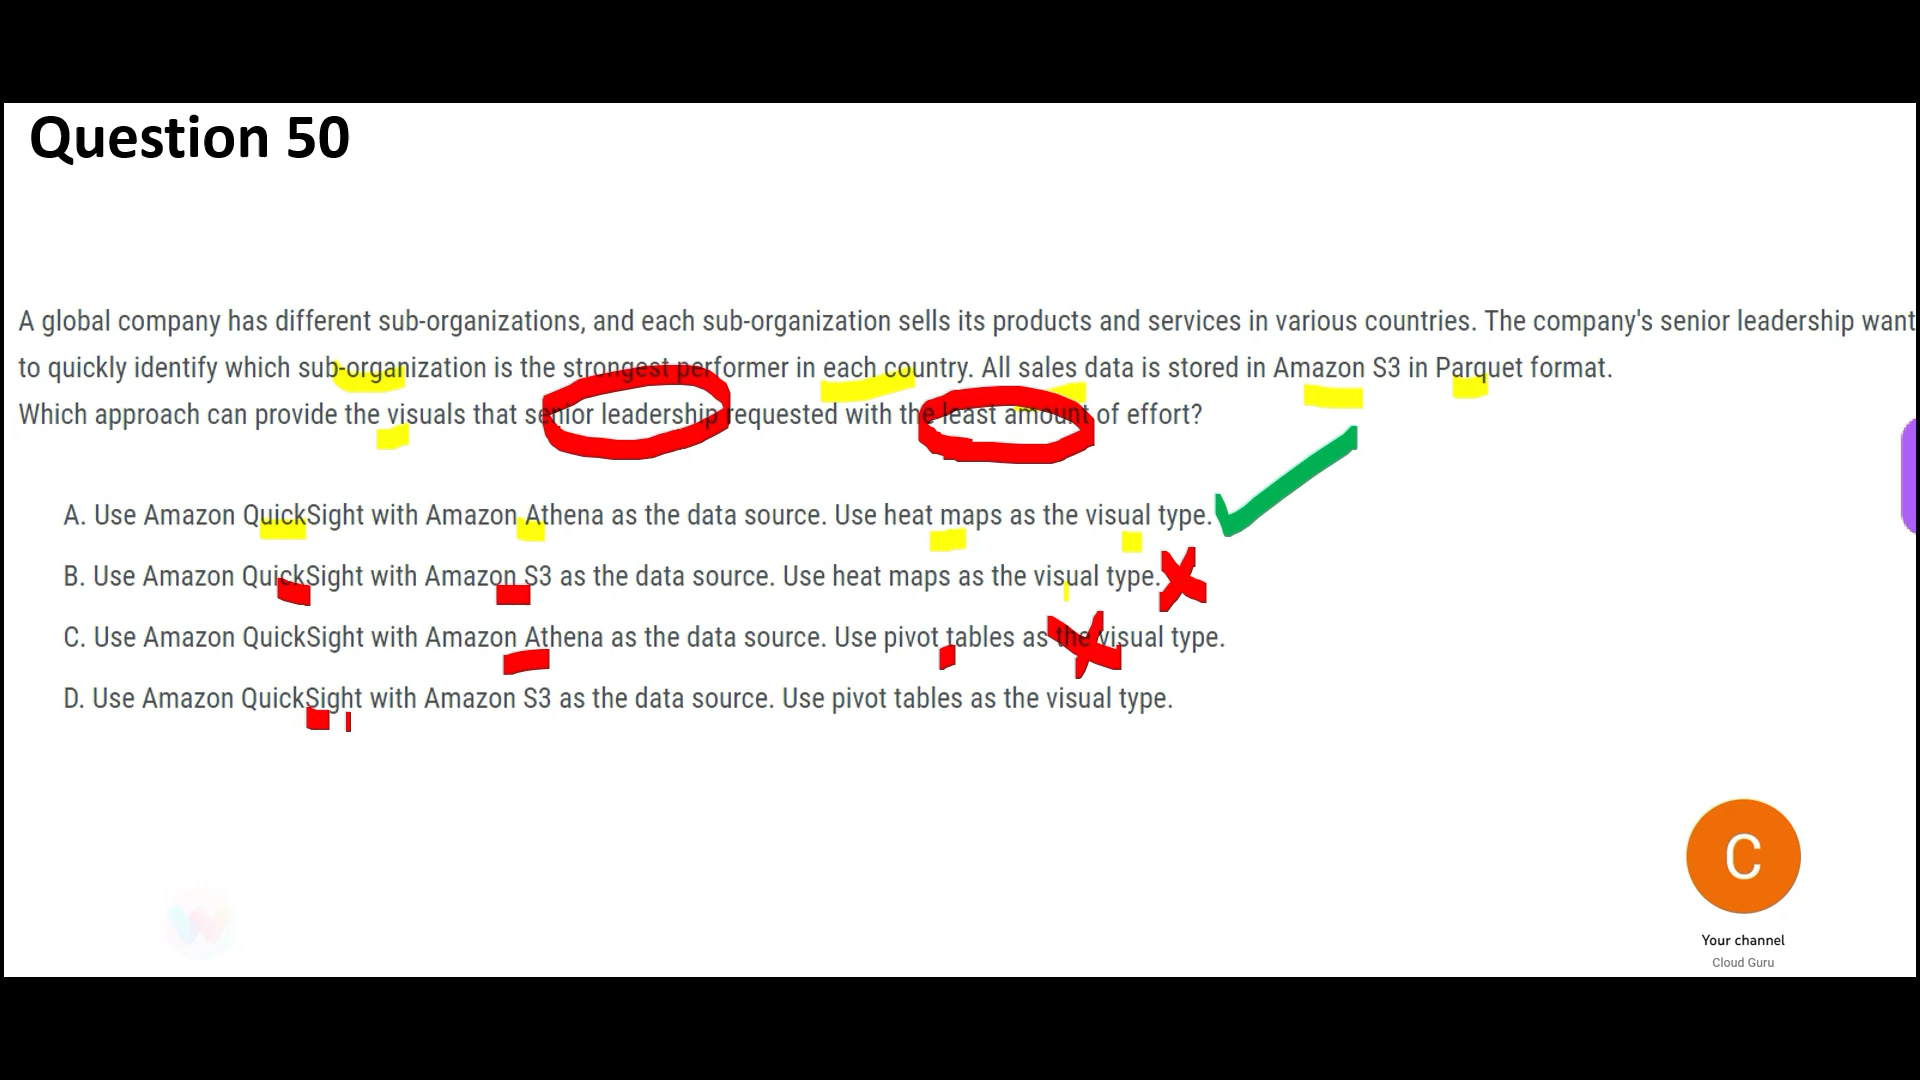 Question 50
A global company has different sub-organizations, and each sub-organization sells its products and services in various countries. The company's senior leadership want
to quickly identify which sub-organization is the strongest performer in each country. All sales data is stored in Amazon S3 in Parquet format.
Which approach can provide the visuals that senior leadership requested with the least amount of effort?
A. Use Amazon QuickSight with Amazon Athena as the data source. Use heat maps as the visual type.
B. Use Amazon QuickSight with Amazon S3 as the data source. Use heat maps as the visual type.
C. Use Amazon QuickSight with Amazon Athena as the data source. Use pivot tables as the visual type.
D. Use Amazon QuickSight with Amazon S3 as the data source. Use pivot tables as the visual type.
C
Your channel
Cloud Guru